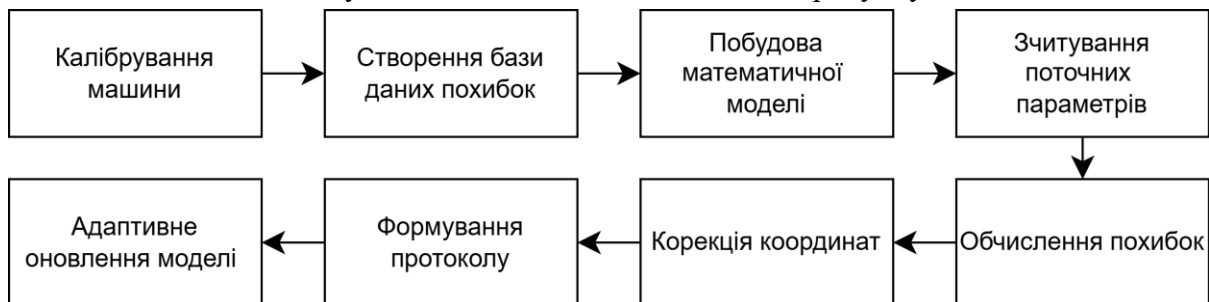 Калібрування
машини
Створення бази
даних похибок
Побудова
математичної
моделі
Зчитування
поточних
параметрів
Адаптивне
оновлення моделі
Формування
протоколу
Корекція координат
Обчислення похибок